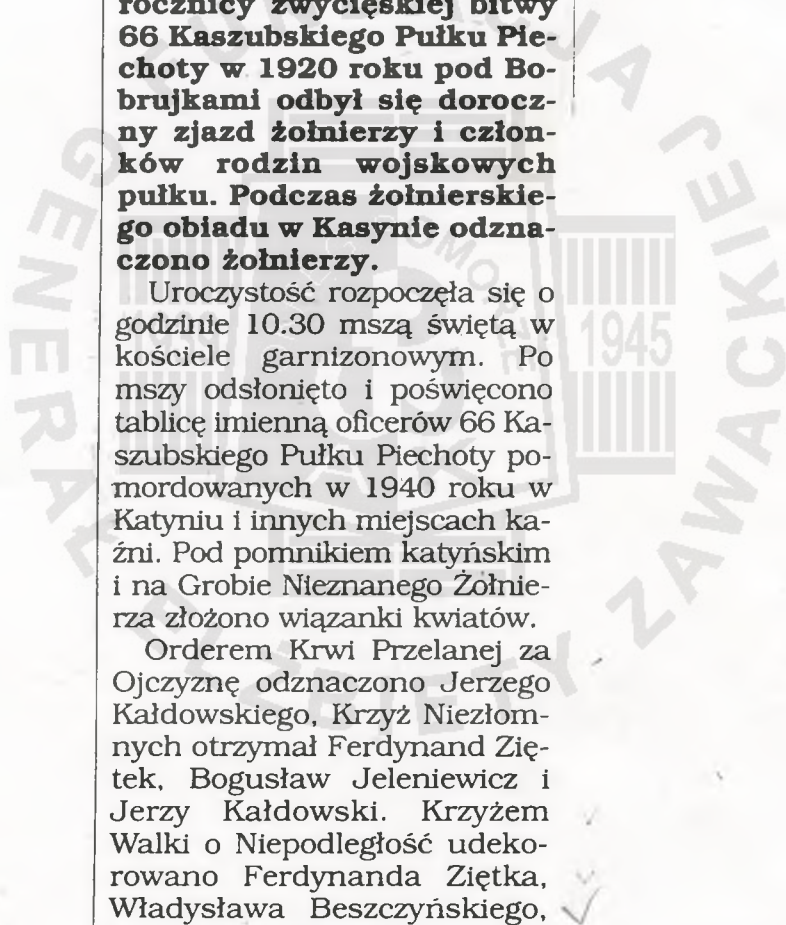 rocznicy zwycięskiej bitwy
66 Kaszubskiego Pułku Pie-
choty w 1920 roku pod Bo-
brujkami odbył się dorocz-
ny zjazd żołnierzy i człon-
ków rodzin wojskowych
pułku. Podczas żołnierskie-
go obiadu w Kasynie odzna-
czono żołnierzy.
Uroczystość rozpoczęła się o
godzinie 10.30 mszą świętą w
kościele garnizonowym. Po
mszy odsłonięto i poświęcono
tablicę imienną oficerów 66 Ka-
szubskiego Pułku Piechoty po-
mordowanych w 1940 roku w
Katyniu i innych miejscach ka-
źni. Pod pomnikiem katyńskim
i na Grobie Nieznanego Żołnie-
rza złożono wiązanki kwiatów.
Orderem Krwi Przelanej za
Ojczyznę odznaczono Jerzego
Kałdowskiego, Krzyż Niezłom-
nych otrzymał Ferdynand Zię-
tek, Bogusław Jeleniewicz i
Jerzy Kałdowski. Krzyżem
Walki o Niepodległość udeko-
rowano Ferdynanda Ziętka,
Władysława Beszczyńskiego,
FUNDACJA GENERAŁ ELŻBIETY ZAWACKIEJ
1945